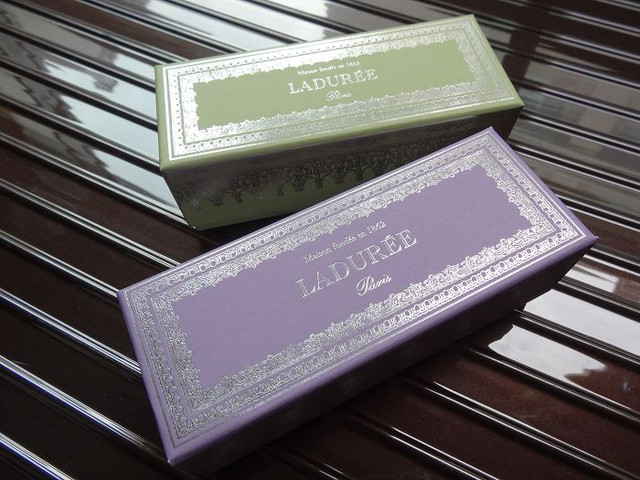 Maison fondée en 1862
LADURÉE
Paris
Maison fondée en 1862
LADURÉE
Paris